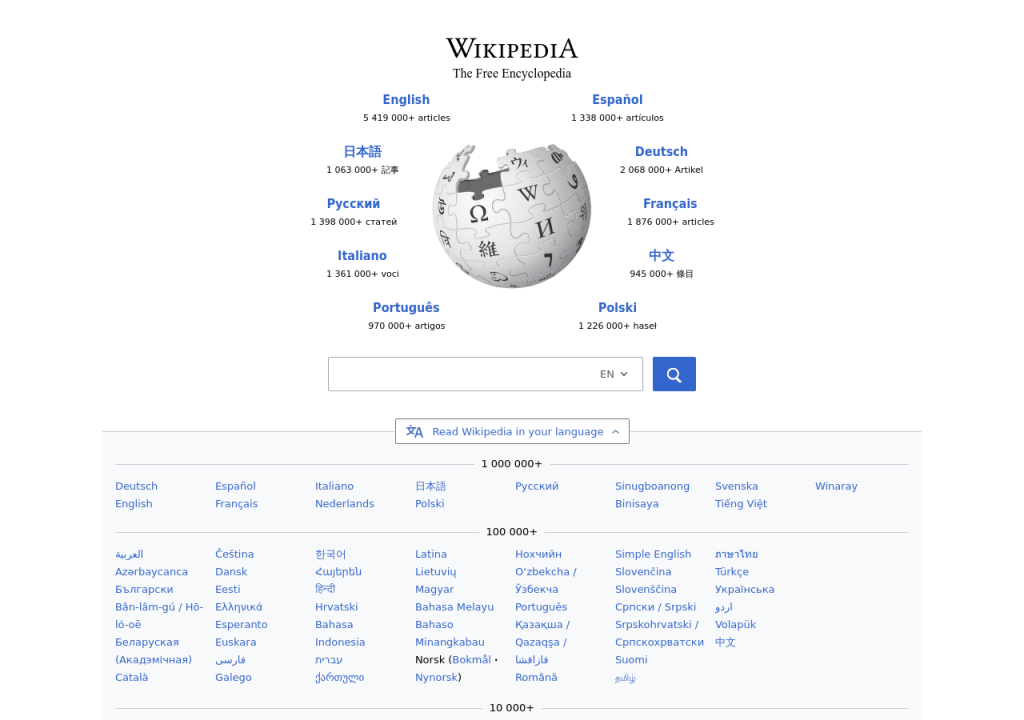 WIKIPEDIA
The Free Encyclopedia
English
5 419 000+ articles
Español
1 338 000+ artículos
日本語
1 063 000+ 記事
Deutsch
2 068 000+ Artikel
Русский
1 398 000+ статей
Français
1 876 000+ articles
Italiano
1 361 000+ voci
中文
945 000+ 條目
Português
970 000+ artigos
Polski
1 226 000+ haseł
Ω
W
И
維
EN
Read Wikipedia in your language
1 000 000+
Deutsch
English
Español
Français
Italiano
Nederlands
日本語
Polski
Русский
Sinugboanong
Binisaya
Svenska
Tiếng Việt
Winaray
100 000+
العربية
Azərbaycanca
Български
Bân-lâm-gú / Hō-
ló-oē
Беларуская
(Акадэмічная)
Català
Čeština
Dansk
Eesti
Ελληνικά
Esperanto
Euskara
فارسی
Galego
한국어
Հայերեն
हिन्दी
Hrvatski
Bahasa
Indonesia
עברית
ქართული
Latina
Lietuvių
Magyar
Bahasa Melayu
Bahaso
Minangkabau
Norsk (Bokmål ·
Nynorsk)
Нохчийн
Oʻzbekcha /
Ўзбекча
Português
Қазақша /
Qazaqşa /
قازاقشا
Română
Simple English
Slovenčina
Slovenščina
Српски / Srpski
Srpskohrvatski /
Српскохрватски
Suomi
தமிழ்
ภาษาไทย
Türkçe
Українська
اردو
Volapük
中文
10 000+